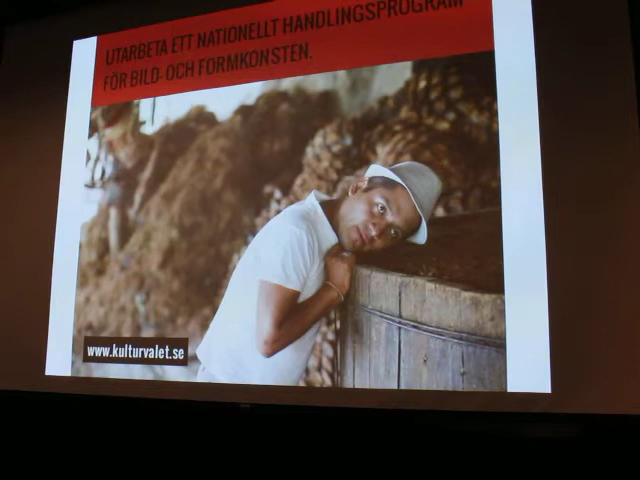 UTARBETA ETT NATIONELLT HANDLINGSPROGRAM
FÖR BILD- OCH FORMKONSTEN.
www.kulturvalet.se